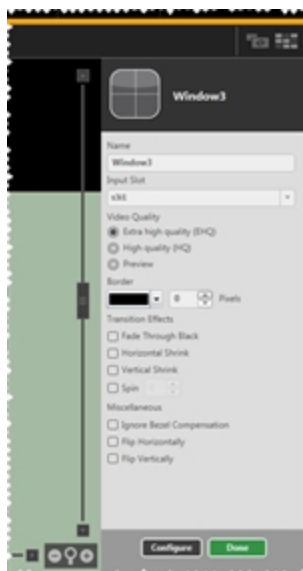 Window3
Name
Window3
Input Slot
Video Quality
Extra high quality (EHQ)
High quality (HQ)
Preview
Border
0 Pixels
Transition Effects
Fade Through Black
Horizontal Shrink
Vertical Shrink
Spin
Miscellaneous
Ignore Bezel Compensation
Flip Horizontally
Flip Vertically
Configure Done